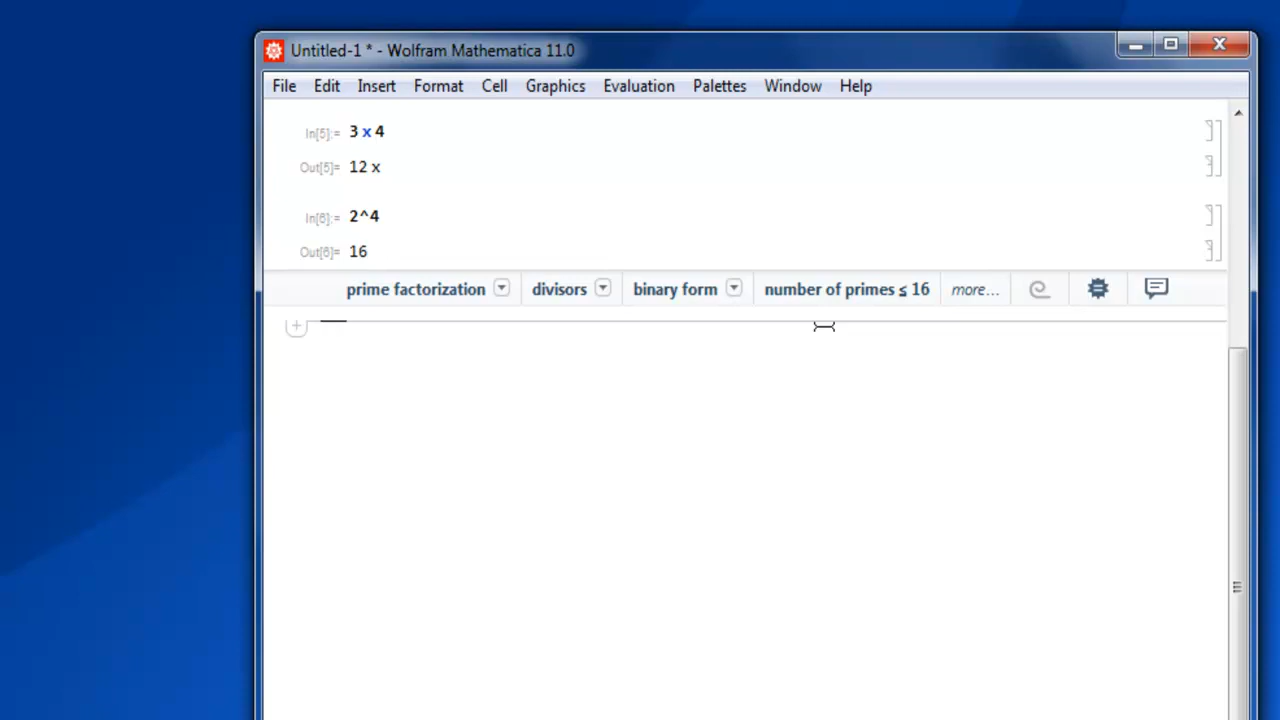 Untitled-1 * - Wolfram Mathematica 11.0
File Edit Insert Format Cell Graphics Evaluation Palettes Window Help
In[5]:= 3 x 4
Out[5]= 12 x
In[6]:= 2^4
Out[6]= 16
prime factorization divisors binary form number of primes ≤ 16 more...